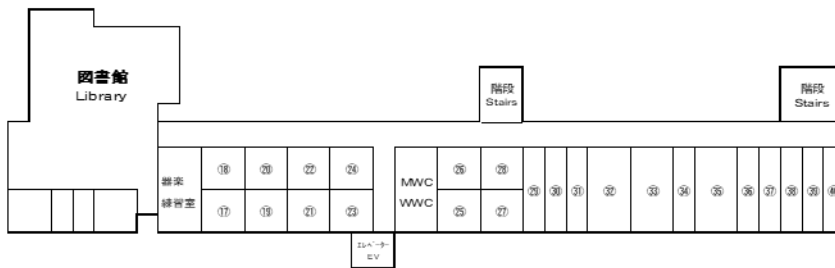 図書館
Library
階段
Stairs
階段
Stairs
器楽
練習室
⑱ ⑳ ㉒ ㉔
⑰ ⑲ ㉑ ㉓
MWC
WWC
㉖ ㉘
㉕ ㉗
㉙ ㉚ ㉛ ㉜ ㉝ ㉞ ㉟ ㊱ ㊲ ㊳ ㊴ ㊵
エレベーター
EV